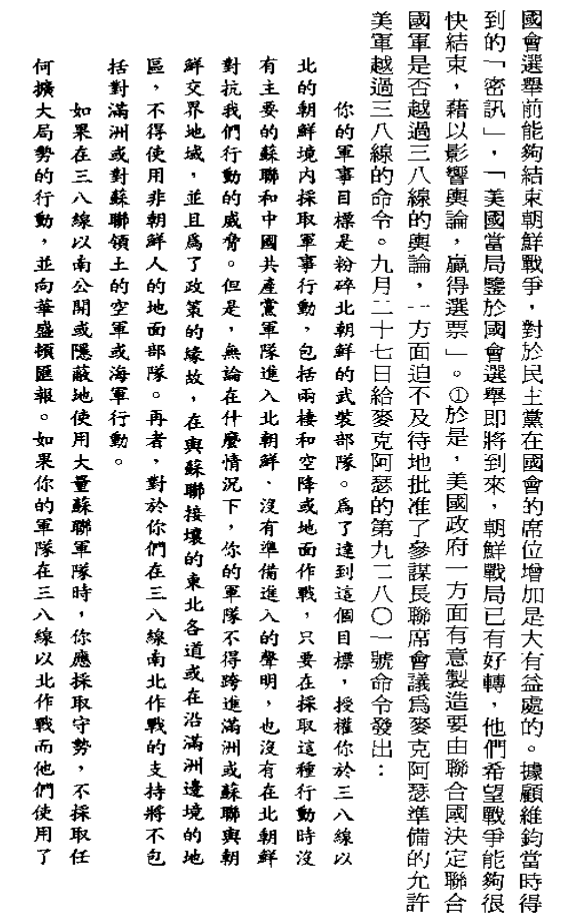 國會選舉前能夠結束朝鮮戰爭，對於民主黨在國會的席位增加是大有益處的。據顧維鈞當時得
到的「密訊」，「美國當局鑒於國會選舉即將到來，朝鮮戰局已有好轉，他們希望戰爭能夠很
快結束，藉以影響輿論，贏得選票」。①於是，美國政府一方面有意製造要由聯合國決定聯合
國軍是否越過三八線的輿論，一方面迫不及待地批准了參謀長聯席會議爲麥克阿瑟準備的允許
美軍越過三八線的命令。九月二十七日給麥克阿瑟的第九二八〇一號命令發出：
你的軍事目標是粉碎北朝鮮的武裝部隊。爲了達到這個目標，授權你於三八線以
北的朝鮮境內採取軍事行動，包括兩棲和空降或地面作戰，只要在採取這種行動時沒
有主要的蘇聯和中國共產黨軍隊進入北朝鮮、沒有準備進入的聲明，也沒有在北朝鮮
對抗我們行動的威脅。但是，無論在什麼情況下，你的軍隊不得跨進滿洲或蘇聯與朝
鮮交界地域，並且爲了政策的緣故，在與蘇聯接壤的東北各道或在沿滿洲邊境的地
區，不得使用非朝鮮人的地面部隊。再者，對於你們在三八線南北作戰的支持將不包
括對滿洲或對蘇聯領土的空軍或海軍行動。
如果在三八線以南公開或隱蔽地使用大量蘇聯軍隊時，你應採取守勢，不採取任
何擴大局勢的行動，並向華盛頓匯報。如果你的軍隊在三八線以北作戰而他們使用了